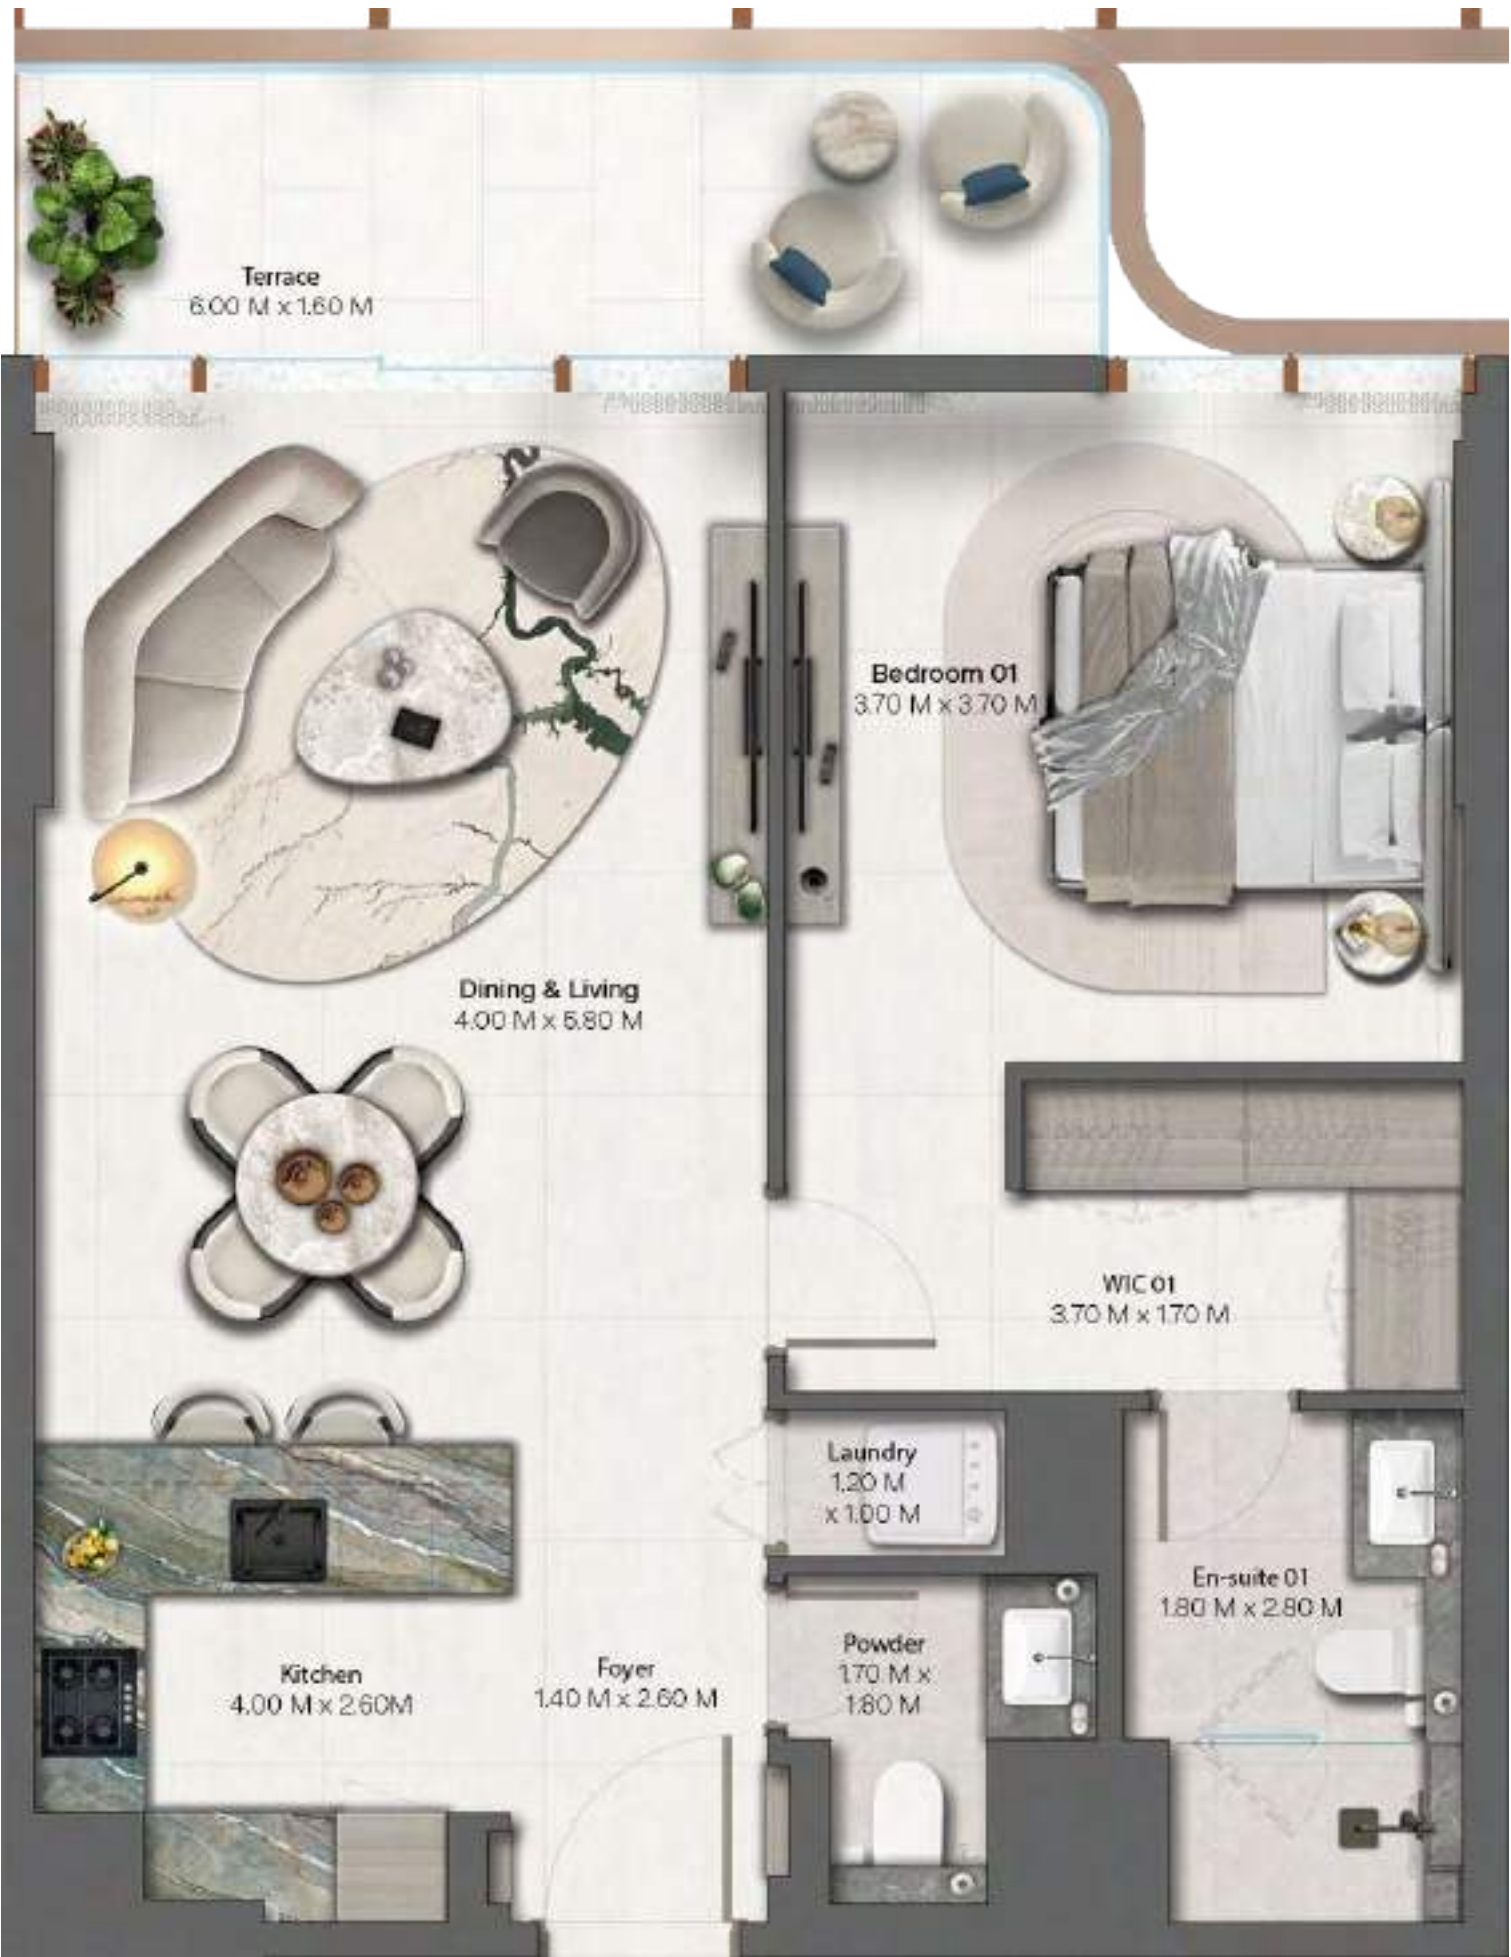 Terrace
6.00 M x 1.60 M
Bedroom 01
3.70 M x 3.70 M
Dining & Living
4.00 M x 5.80 M
WIC 01
3.70 M x 1.70 M
Laundry
1.20 M
x 1.00 M
En-suite 01
1.80 M x 2.80 M
Powder
1.70 M x
1.80 M
Foyer
1.40 M x 2.60 M
Kitchen
4.00 M x 2.60M